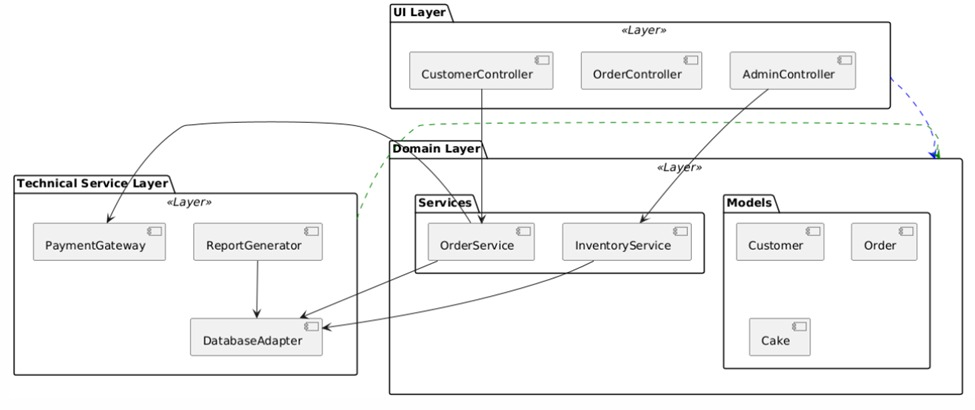 UI Layer
«Layer»
CustomerController
OrderController
AdminController
Domain Layer
«Layer»
Technical Service Layer
«Layer»
Services
Models
PaymentGateway
ReportGenerator
OrderService
InventoryService
Customer
Order
DatabaseAdapter
Cake